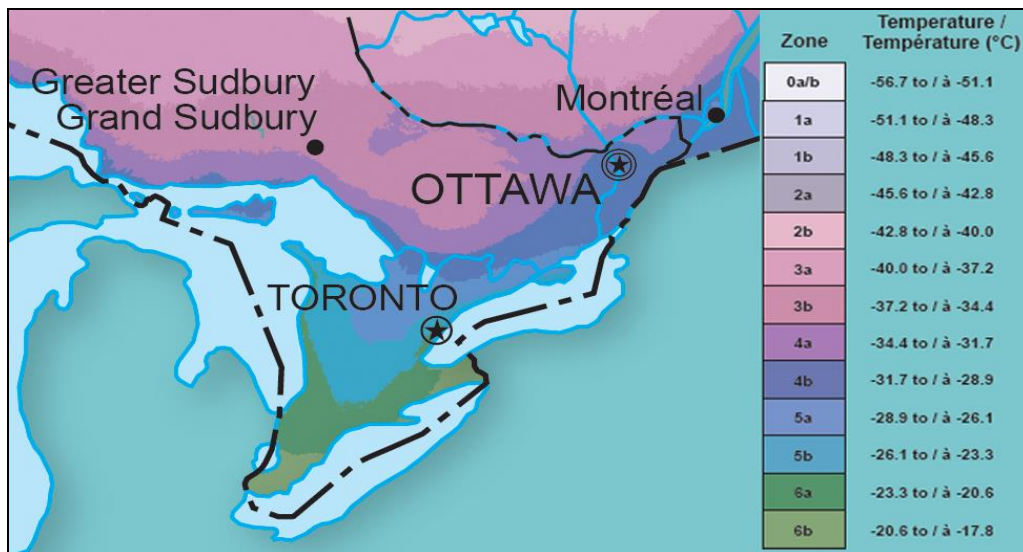 Greater Sudbury
Grand Sudbury
Montréal
OTTAWA
TORONTO
Zone Temperature / Température (°C)
0a/b -56.7 to / à -51.1
1a -51.1 to / à -48.3
1b -48.3 to / à -45.6
2a -45.6 to / à -42.8
2b -42.8 to / à -40.0
3a -40.0 to / à -37.2
3b -37.2 to / à -34.4
4a -34.4 to / à -31.7
4b -31.7 to / à -28.9
5a -28.9 to / à -26.1
5b -26.1 to / à -23.3
6a -23.3 to / à -20.6
6b -20.6 to / à -17.8